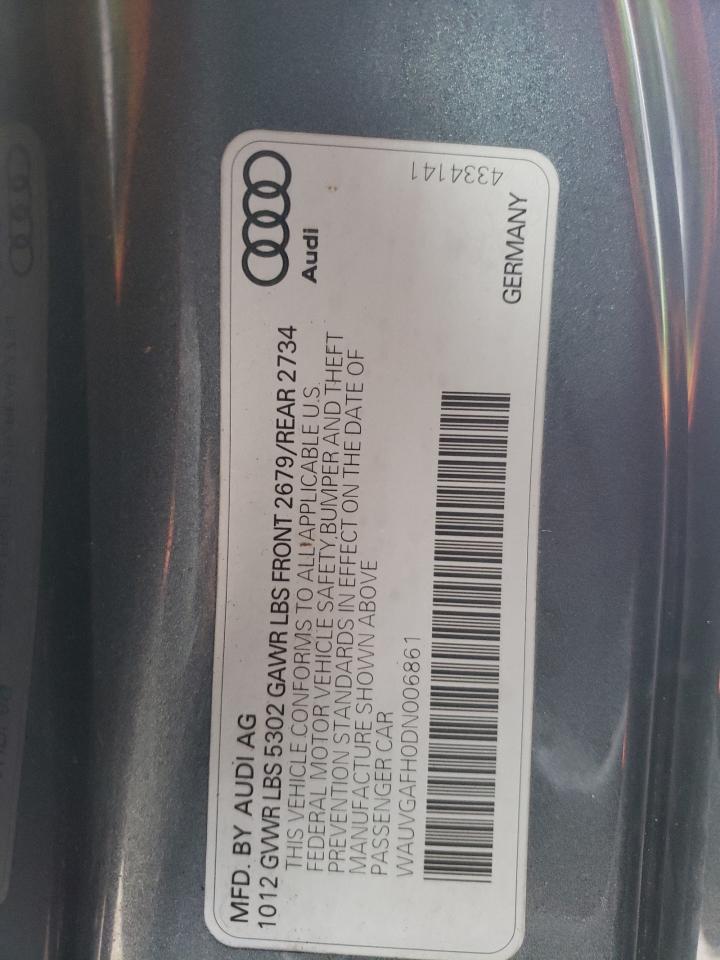 Audi
MFD. BY AUDI AG
1012 GVWR LBS 5302 GAWR LBS FRONT 2679/REAR 2734
THIS VEHICLE CONFORMS TO ALL APPLICABLE U.S.
FEDERAL MOTOR VEHICLE SAFETY, BUMPER AND THEFT
PREVENTION STANDARDS IN EFFECT ON THE DATE OF
MANUFACTURE SHOWN ABOVE
PASSENGER CAR
WAUVGAFH0DN006861
GERMANY
4334141